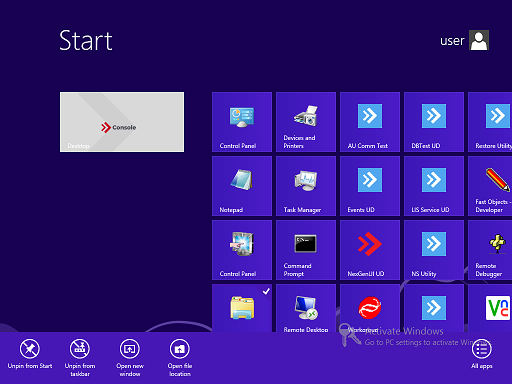 Start
user
Console
Desktop
Control Panel
Devices and
Printers
AU Comm Test
DBTest UD
Restore Utility
Notepad
Task Manager
Events UD
LIS Service UD
Fast Objects -
Developer
Control Panel
Command
Prompt
NexGenUI UD
NS Utility
Remote
Debugger
Remote Desktop
Activate Windows
Go to PC settings to activate
Unpin from Start
Unpin from
taskbar
Open new
window
Open file
location
All apps